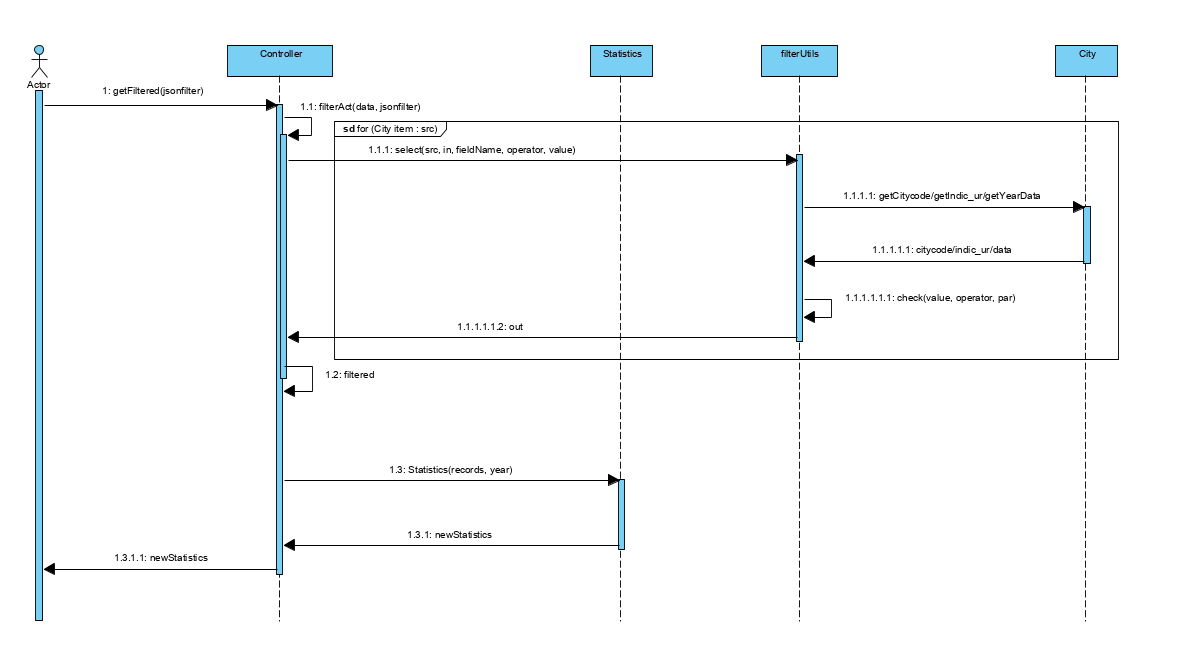 Controller
Statistics
filterUtils
City
Actor
1: getFiltered(jsonfilter)
1.1: filterAct(data, jsonfilter)
sd for (City item : src)
1.1.1: select(src, in, fieldName, operator, value)
1.1.1.1: getCitycode/getIndic_ur/getYearData
1.1.1.1.1: citycode/indic_ur/data
1.1.1.1.1.1: check(value, operator, par)
1.1.1.1.1.2: out
1.2: filtered
1.3: Statistics(records, year)
1.3.1: newStatistics
1.3.1.1: newStatistics